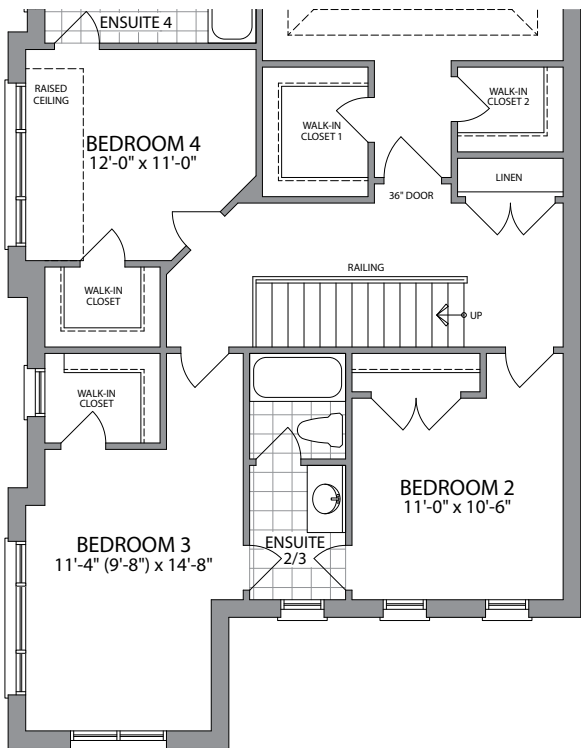 ENSUITE 4
RAISED
CEILING
BEDROOM 4
12'-0" x 11'-0"
WALK-IN
CLOSET 1
WALK-IN
CLOSET 2
36" DOOR
LINEN
RAILING
UP
WALK-IN
CLOSET
WALK-IN
CLOSET
BEDROOM 3
11'-4" (9'-8") x 14'-8"
ENSUITE
2/3
BEDROOM 2
11'-0" x 10'-6"